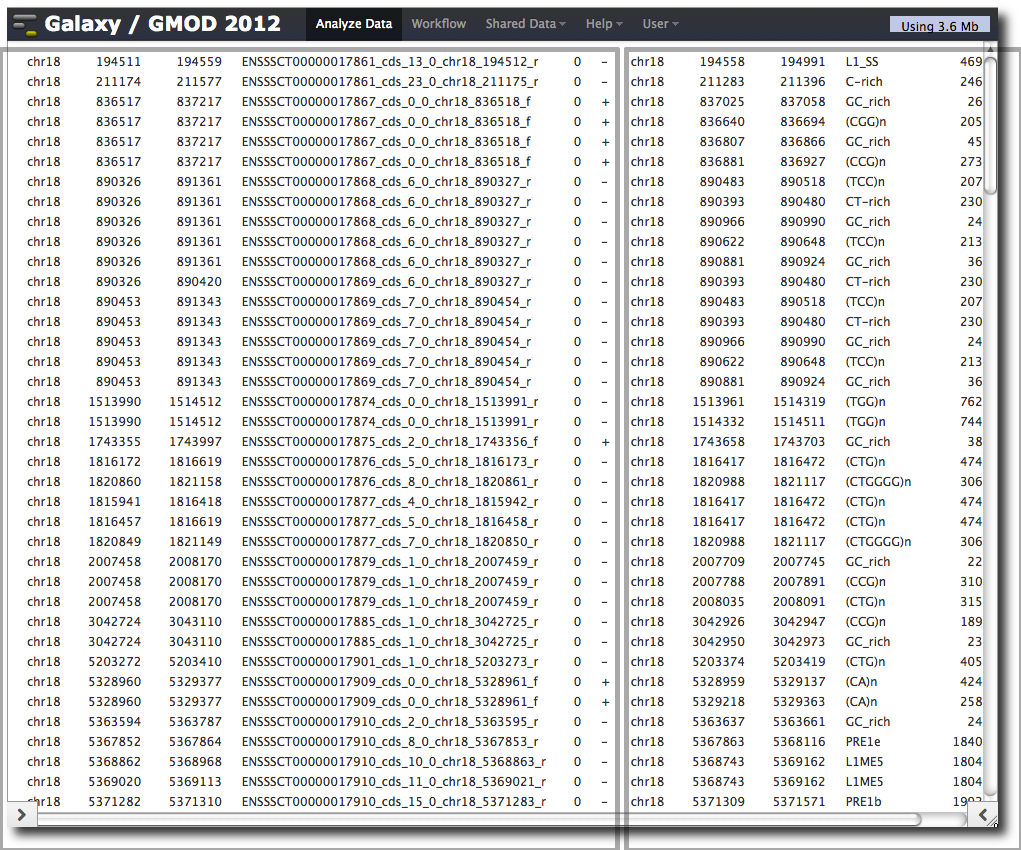 Galaxy / GMOD 2012 Analyze Data Workflow Shared Data Help User Using 3.6 Mb
chr18 194511 194559 ENSSSCT00000017861_cds_13_0_chr18_194512_r 0 - chr18 194558 194991 L1_SS 469
chr18 211174 211577 ENSSSCT00000017861_cds_23_0_chr18_211175_r 0 - chr18 211283 211396 C-rich 246
chr18 836517 837217 ENSSSCT00000017867_cds_0_0_chr18_836518_f 0 + chr18 837025 837058 GC_rich 26
chr18 836517 837217 ENSSSCT00000017867_cds_0_0_chr18_836518_f 0 + chr18 836640 836694 (CGG)n 205
chr18 836517 837217 ENSSSCT00000017867_cds_0_0_chr18_836518_f 0 + chr18 836807 836866 GC_rich 45
chr18 836517 837217 ENSSSCT00000017867_cds_0_0_chr18_836518_f 0 + chr18 836881 836927 (CCG)n 273
chr18 890326 891361 ENSSSCT00000017868_cds_6_0_chr18_890327_r 0 - chr18 890483 890518 (TCC)n 207
chr18 890326 891361 ENSSSCT00000017868_cds_6_0_chr18_890327_r 0 - chr18 890393 890480 CT-rich 230
chr18 890326 891361 ENSSSCT00000017868_cds_6_0_chr18_890327_r 0 - chr18 890966 890990 GC_rich 24
chr18 890326 891361 ENSSSCT00000017868_cds_6_0_chr18_890327_r 0 - chr18 890622 890648 (TCC)n 213
chr18 890326 891361 ENSSSCT00000017868_cds_6_0_chr18_890327_r 0 - chr18 890881 890924 GC_rich 36
chr18 890326 890420 ENSSSCT00000017869_cds_6_0_chr18_890327_r 0 - chr18 890393 890480 CT-rich 230
chr18 890453 891343 ENSSSCT00000017869_cds_7_0_chr18_890454_r 0 - chr18 890483 890518 (TCC)n 207
chr18 890453 891343 ENSSSCT00000017869_cds_7_0_chr18_890454_r 0 - chr18 890393 890480 CT-rich 230
chr18 890453 891343 ENSSSCT00000017869_cds_7_0_chr18_890454_r 0 - chr18 890966 890990 GC_rich 24
chr18 890453 891343 ENSSSCT00000017869_cds_7_0_chr18_890454_r 0 - chr18 890622 890648 (TCC)n 213
chr18 890453 891343 ENSSSCT00000017869_cds_7_0_chr18_890454_r 0 - chr18 890881 890924 GC_rich 36
chr18 1513990 1514512 ENSSSCT00000017874_cds_0_0_chr18_1513991_r 0 - chr18 1513961 1514319 (TGG)n 762
chr18 1513990 1514512 ENSSSCT00000017874_cds_0_0_chr18_1513991_r 0 - chr18 1514332 1514511 (TGG)n 744
chr18 1743355 1743997 ENSSSCT00000017875_cds_2_0_chr18_1743356_f 0 + chr18 1743658 1743703 GC_rich 38
chr18 1816172 1816619 ENSSSCT00000017876_cds_5_0_chr18_1816173_r 0 - chr18 1816417 1816472 (CTG)n 474
chr18 1820860 1821158 ENSSSCT00000017876_cds_8_0_chr18_1820861_r 0 - chr18 1820988 1821117 (CTGGGG)n 306
chr18 1815941 1816418 ENSSSCT00000017877_cds_4_0_chr18_1815942_r 0 - chr18 1816417 1816472 (CTG)n 474
chr18 1816457 1816619 ENSSSCT00000017877_cds_5_0_chr18_1816458_r 0 - chr18 1816417 1816472 (CTG)n 474
chr18 1820849 1821149 ENSSSCT00000017877_cds_7_0_chr18_1820850_r 0 - chr18 1820988 1821117 (CTGGGG)n 306
chr18 2007458 2008170 ENSSSCT00000017879_cds_1_0_chr18_2007459_r 0 - chr18 2007709 2007745 GC_rich 22
chr18 2007458 2008170 ENSSSCT00000017879_cds_1_0_chr18_2007459_r 0 - chr18 2007788 2007891 (CCG)n 310
chr18 2007458 2008170 ENSSSCT00000017879_cds_1_0_chr18_2007459_r 0 - chr18 2008035 2008091 (CTG)n 315
chr18 3042724 3043110 ENSSSCT00000017885_cds_1_0_chr18_3042725_r 0 - chr18 3042926 3042947 (CCG)n 189
chr18 3042724 3043110 ENSSSCT00000017885_cds_1_0_chr18_3042725_r 0 - chr18 3042950 3042973 GC_rich 23
chr18 5203272 5203410 ENSSSCT00000017901_cds_1_0_chr18_5203273_r 0 - chr18 5203374 5203419 (CTG)n 405
chr18 5328960 5329377 ENSSSCT00000017909_cds_0_0_chr18_5328961_f 0 + chr18 5328959 5329137 (CA)n 424
chr18 5328960 5329377 ENSSSCT00000017909_cds_0_0_chr18_5328961_f 0 + chr18 5329218 5329363 (CA)n 258
chr18 5363594 5363787 ENSSSCT00000017910_cds_2_0_chr18_5363595_r 0 - chr18 5363637 5363661 GC_rich 24
chr18 5367852 5367864 ENSSSCT00000017910_cds_8_0_chr18_5367853_r 0 - chr18 5367863 5368116 PRE1e 1840
chr18 5368862 5368968 ENSSSCT00000017910_cds_10_0_chr18_5368863_r 0 - chr18 5368743 5369162 L1ME5 1804
chr18 5369020 5369113 ENSSSCT00000017910_cds_11_0_chr18_5369021_r 0 - chr18 5368743 5369162 L1ME5 1804
chr18 5371282 5371310 ENSSSCT00000017910_cds_15_0_chr18_5371283_r 0 - chr18 5371309 5371571 PRE1b